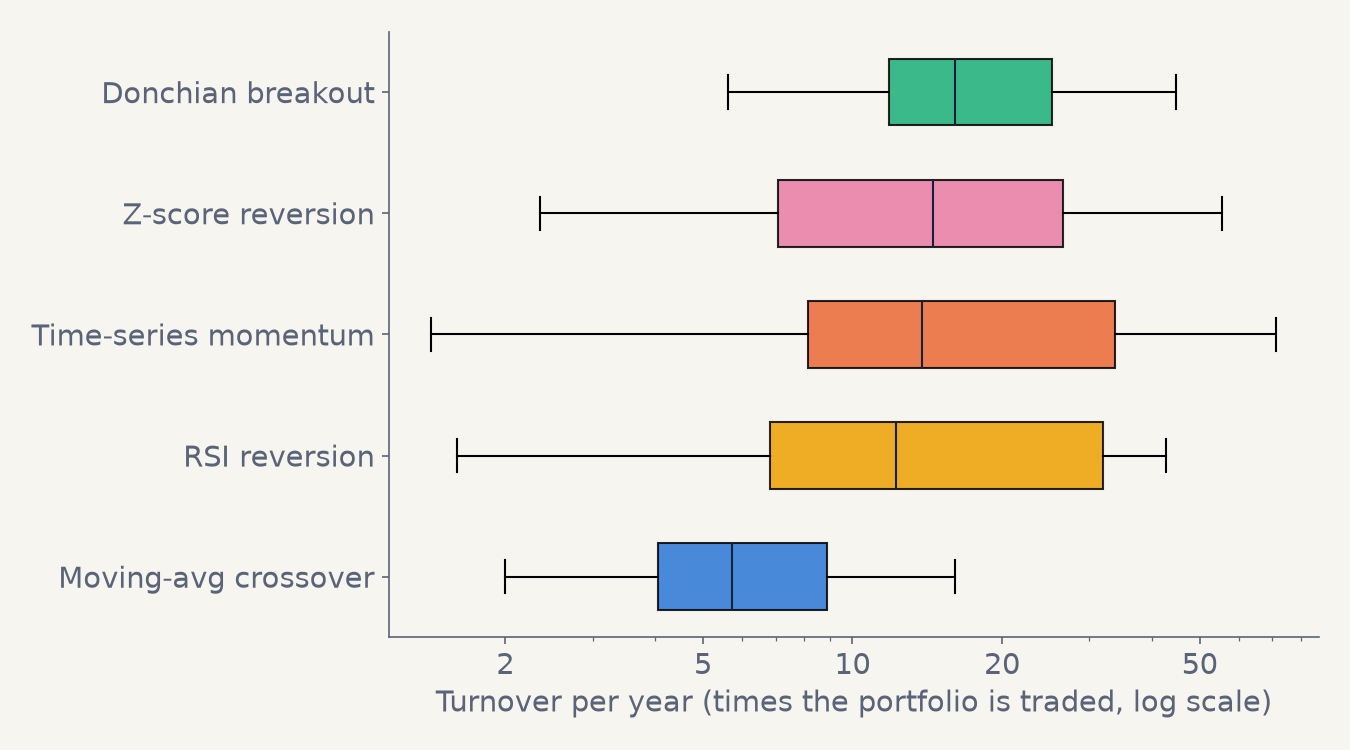 Donchian breakout
Z-score reversion
Time-series momentum
RSI reversion
Moving-avg crossover
2 5 10 20 50
Turnover per year (times the portfolio is traded, log scale)